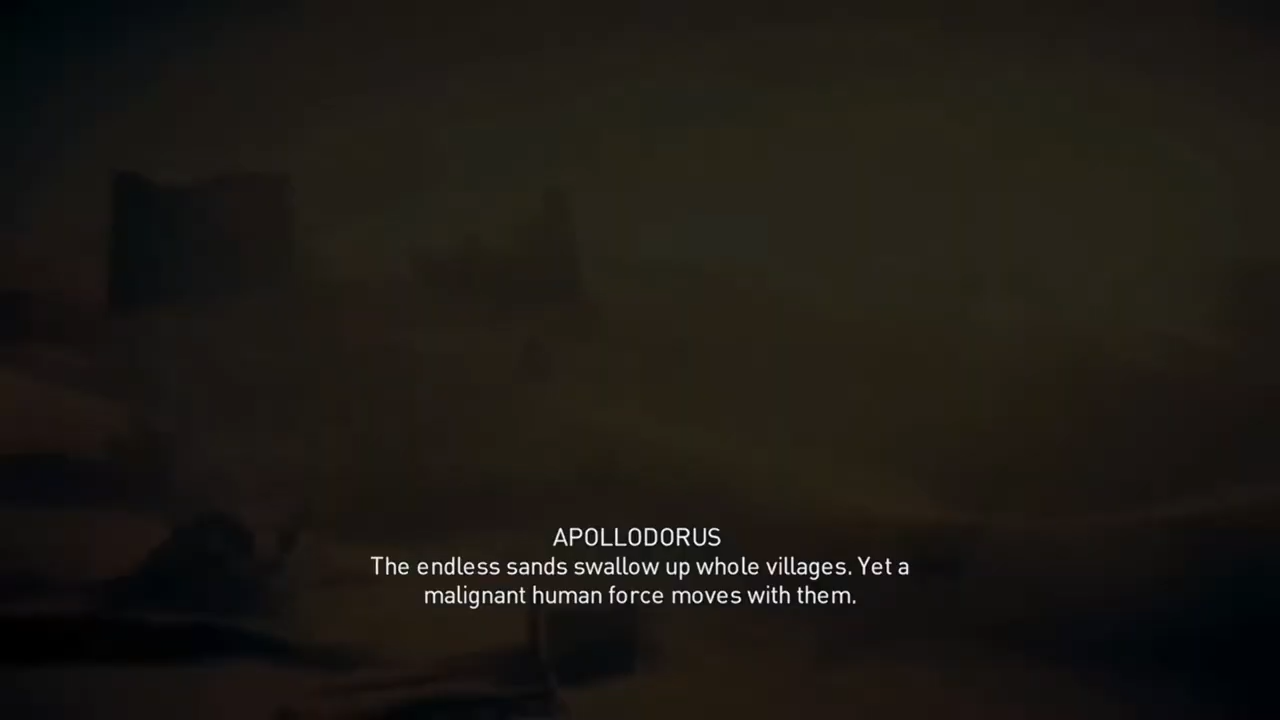 APOLLODORUS
The endless sands swallow up whole villages. Yet a
malignant human force moves with them.